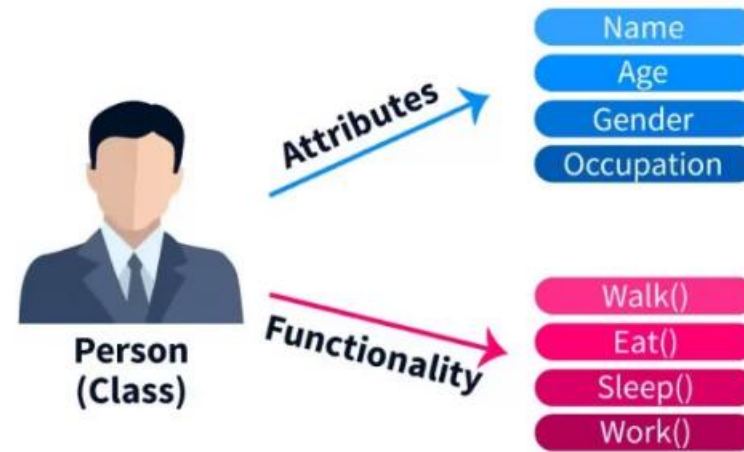 Person
(Class)
Attributes
Name
Age
Gender
Occupation
Functionality
Walk()
Eat()
Sleep()
Work()